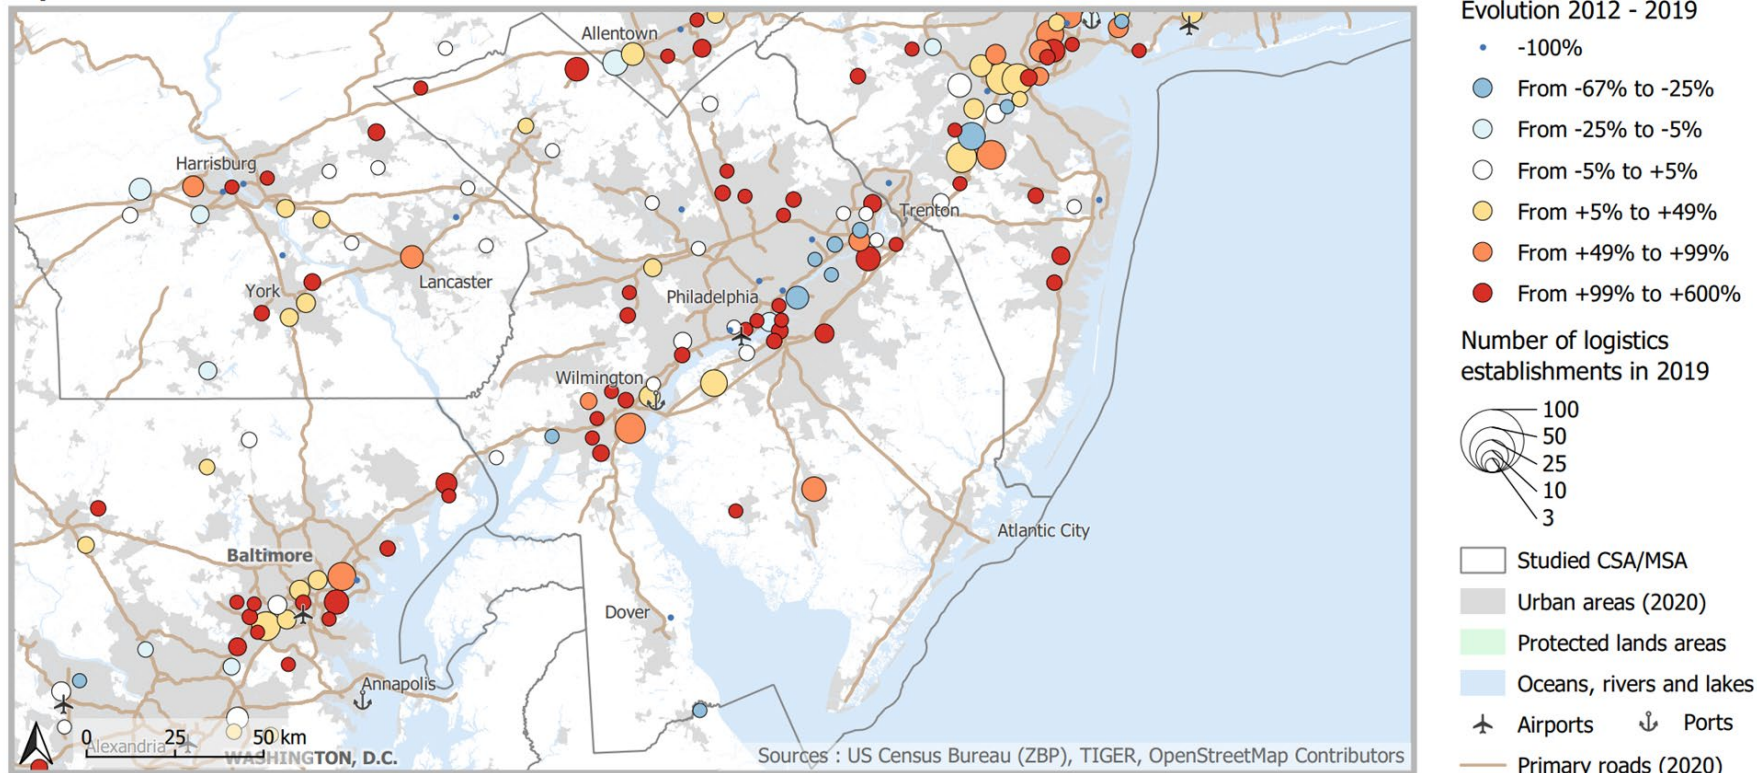 Allentown
Harrisburg
Trenton
Lancaster
York
Philadelphia
Wilmington
Atlantic City
Baltimore
Dover
Annapolis
0 25 50 km
Alexandria
WASHINGTON, D.C.
Sources : US Census Bureau (ZBP), TIGER, OpenStreetMap Contributors
Evolution 2012 - 2019
-100%
From -67% to -25%
From -25% to -5%
From -5% to +5%
From +5% to +49%
From +49% to +99%
From +99% to +600%
Number of logistics
establishments in 2019
100
50
25
10
3
Studied CSA/MSA
Urban areas (2020)
Protected lands areas
Oceans, rivers and lakes
Airports Ports
Primary roads (2020)